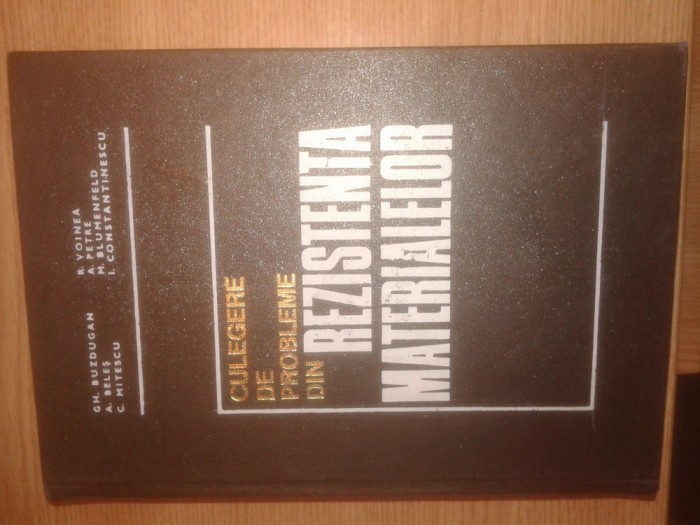 GH. BUZDUGAN
A. BELEȘ
C. MITESCU
R. VOINEA
A. PETRE
M. BLUMENFELD
I. CONSTANTINESCU
CULEGERE
DE
PROBLEME
DIN REZISTENTA
MATERIALELOR